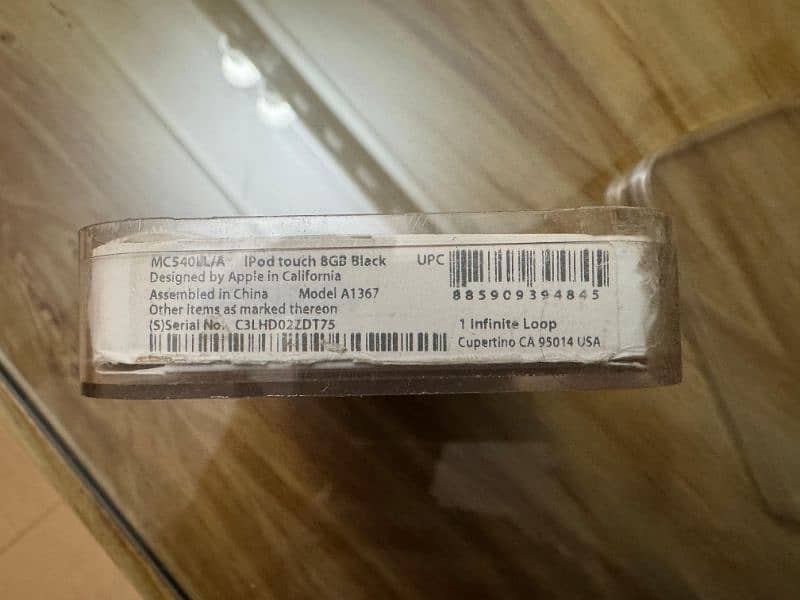 MC540LL/A iPod touch 8GB Black UPC
Designed by Apple in California
885909394845
Assembled in China Model A1367
Other items as marked thereon
(S)Serial No. C3LHD02ZDT75
1 Infinite Loop
Cupertino CA 95014 USA